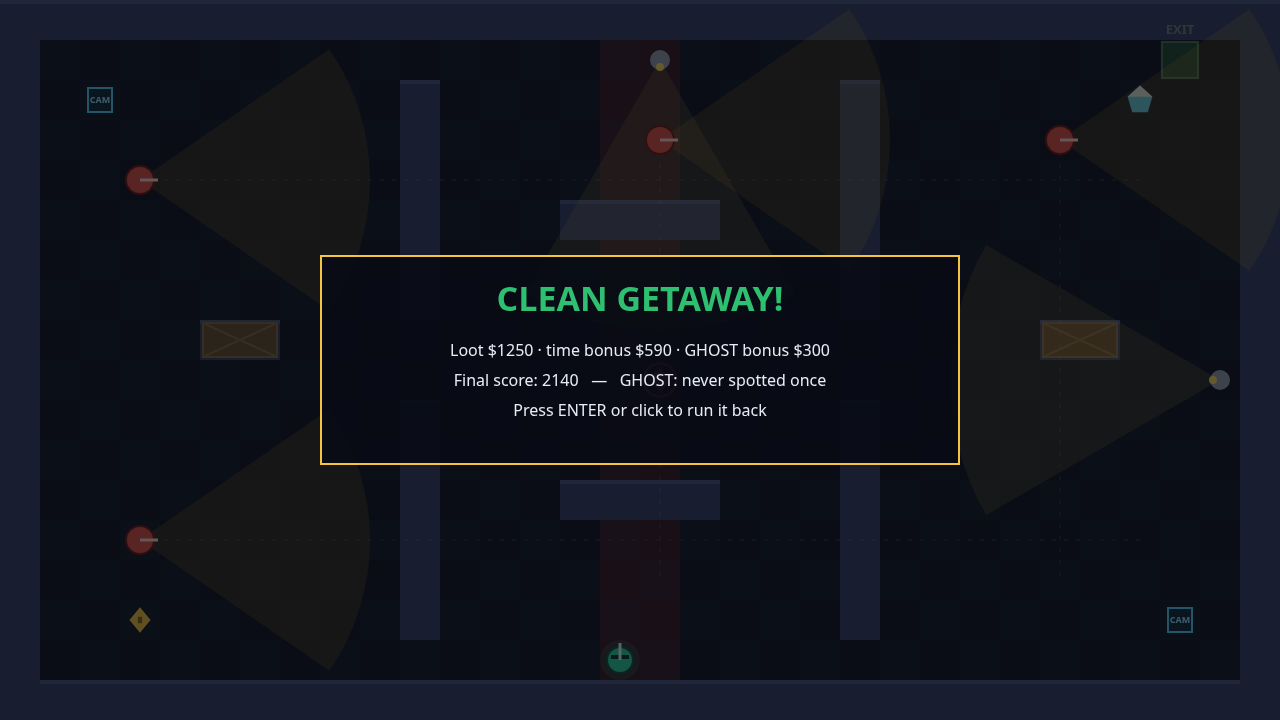 EXIT
CAM
CLEAN GETAWAY!
Loot $1250 · time bonus $590 · GHOST bonus $300
Final score: 2140 — GHOST: never spotted once
Press ENTER or click to run it back
CAM